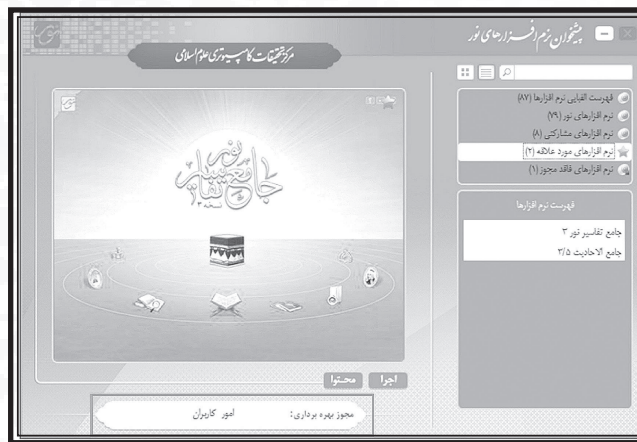 پیشخوان نرم افزارهای نور
مرکز تحقیقات کامپیوتری علوم اسلامی
فهرست الفبایی نرم افزارها (۸۷)
نرم افزارهای نور (۷۹)
نرم افزارهای مشارکتی (۸)
نرم افزارهای مورد علاقه (۲)
نرم افزارهای فاقد مجوز (۱)
فهرست نرم افزارها
جامع تفاسیر نور ۳
جامع الاحادیث ۳/۵
نور
جامع تفاسیر
اجرا
محتوا
مجوز بهره برداری: امور کاربران